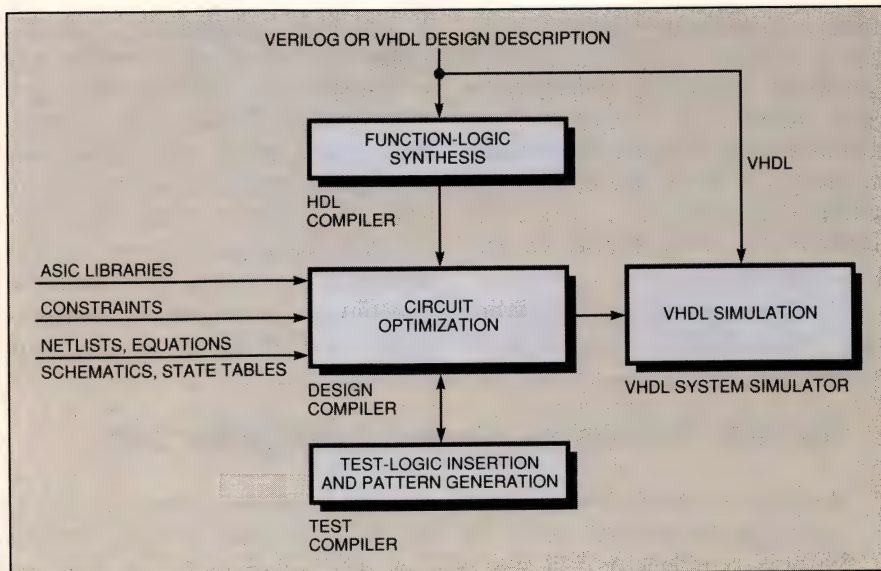 VERILOG OR VHDL DESIGN DESCRIPTION
FUNCTION-LOGIC
SYNTHESIS
VHDL
HDL
COMPILER
ASIC LIBRARIES
CONSTRAINTS
NETLISTS, EQUATIONS
SCHEMATICS, STATE TABLES
CIRCUIT
OPTIMIZATION
VHDL SIMULATION
DESIGN
COMPILER
VHDL SYSTEM SIMULATOR
TEST-LOGIC INSERTION
AND PATTERN GENERATION
TEST
COMPILER